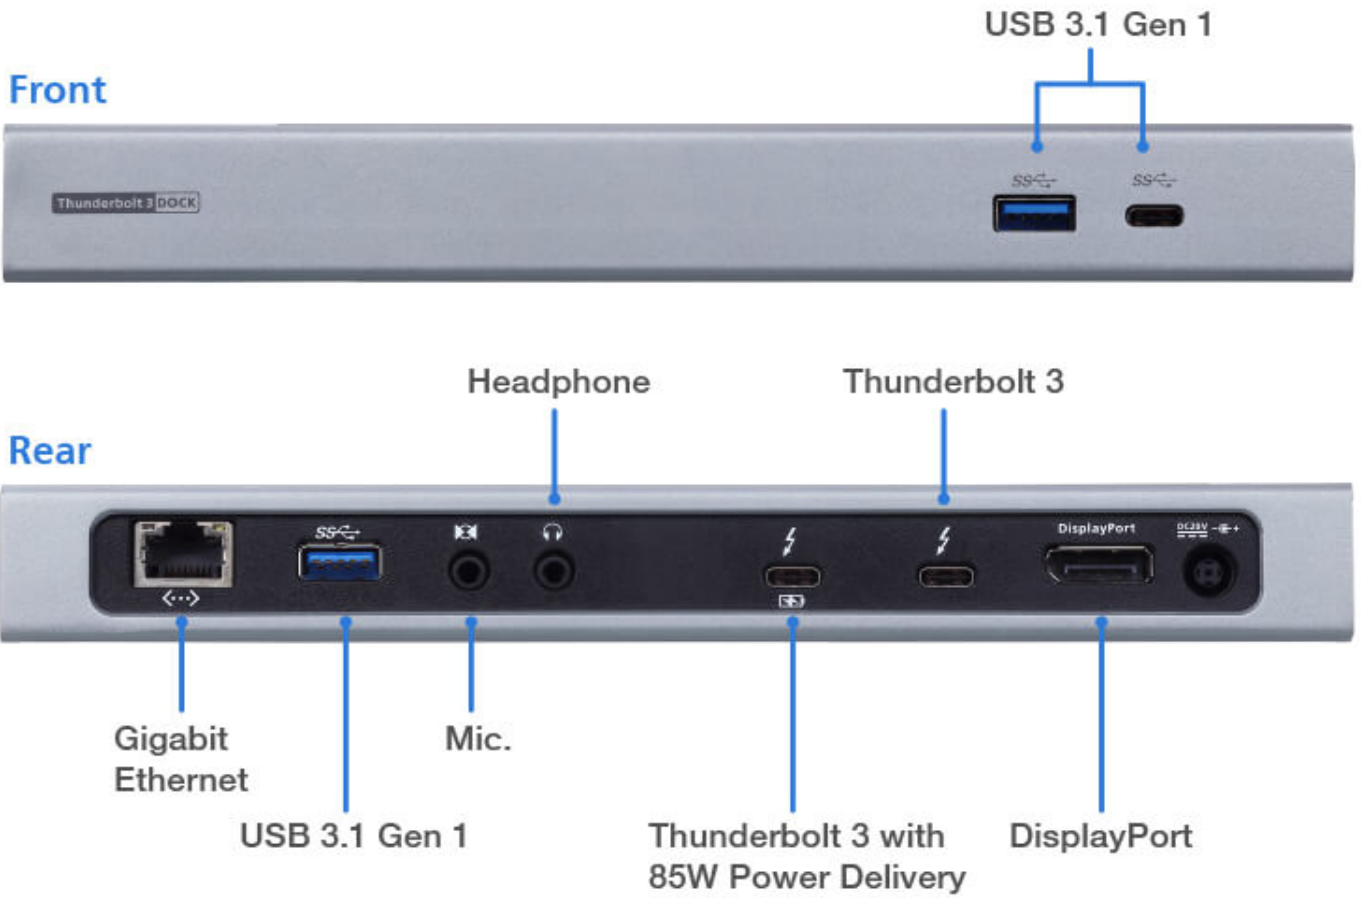 USB 3.1 Gen 1
Front
SS
SS
Thunderbolt 3 DOCK
Headphone
Thunderbolt 3
Rear
SS
DisplayPort
DC20V
Gigabit
Ethernet
Mic.
USB 3.1 Gen 1
Thunderbolt 3 with
85W Power Delivery
DisplayPort